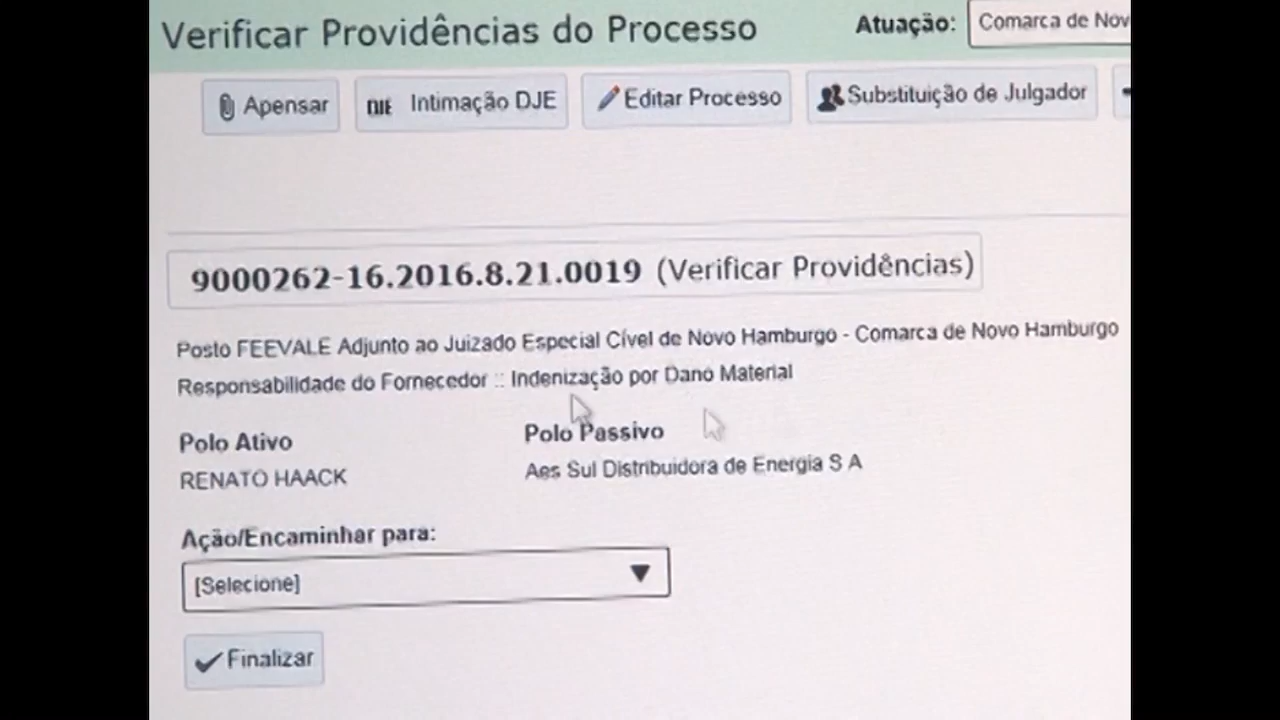 Verificar Providências do Processo
Atuação: Comarca de Nov
Apensar DJE Intimação DJE Editar Processo Substituição de Julgador
9000262-16.2016.8.21.0019 (Verificar Providências)
Posto FEEVALE Adjunto ao Juizado Especial Cível de Novo Hamburgo - Comarca de Novo Hamburgo
Responsabilidade do Fornecedor :: Indenização por Dano Material
Polo Ativo Polo Passivo
RENATO HAACK Aes Sul Distribuidora de Energia S A
Ação/Encaminhar para:
[Selecione]
Finalizar